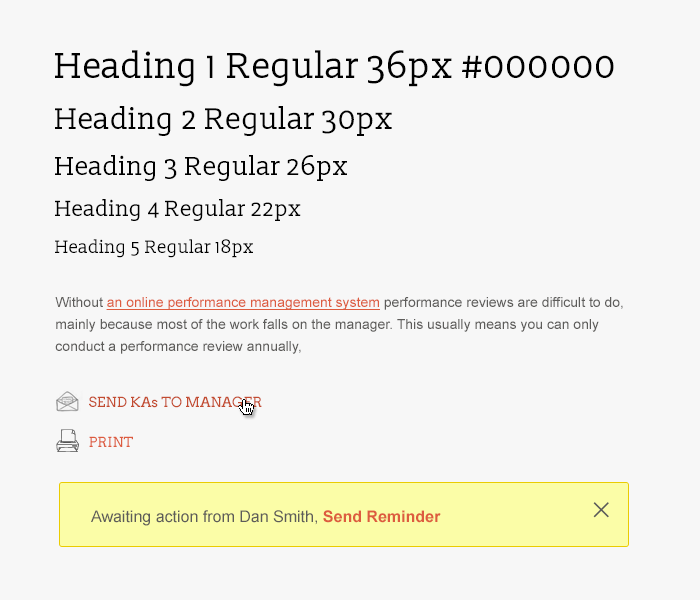 Heading 1 Regular 36px #000000
Heading 2 Regular 30px
Heading 3 Regular 26px
Heading 4 Regular 22px
Heading 5 Regular 18px
Without an online performance management system performance reviews are difficult to do,
mainly because most of the work falls on the manager. This usually means you can only
conduct a performance review annually,
SEND KAs TO MANAGER
PRINT
Awaiting action from Dan Smith, Send Reminder